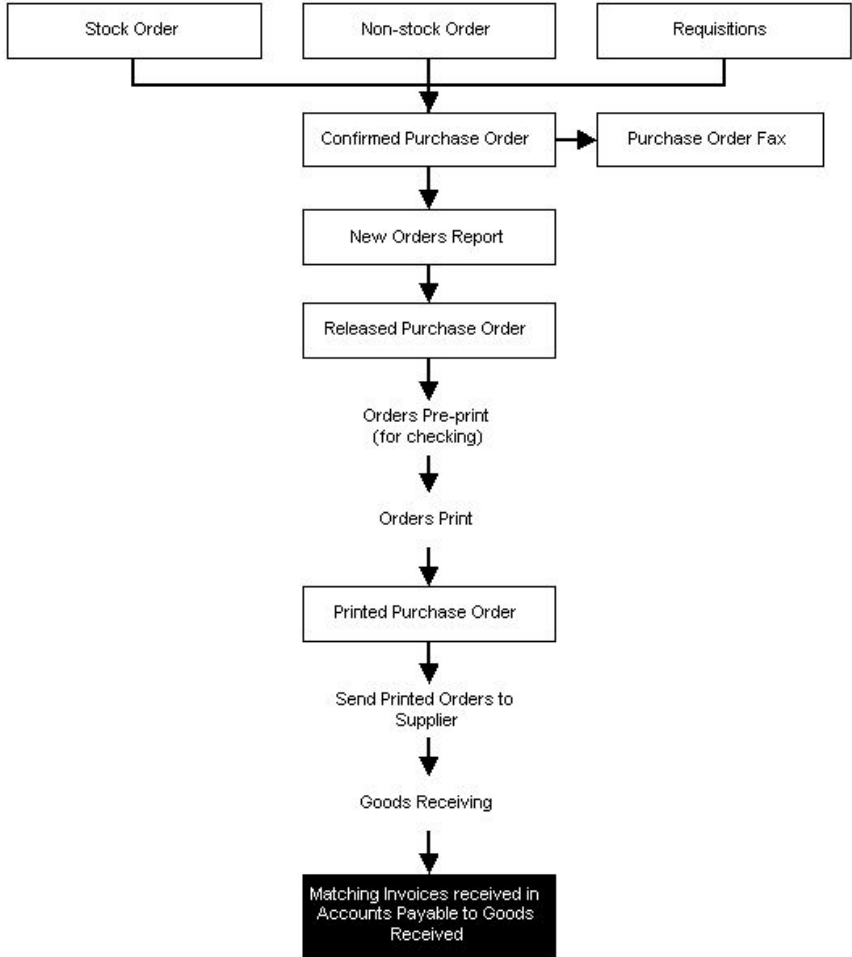 Stock Order
Non-stock Order
Requisitions
Confirmed Purchase Order
Purchase Order Fax
New Orders Report
Released Purchase Order
Orders Pre-print
(for checking)
Orders Print
Printed Purchase Order
Send Printed Orders to
Supplier
Goods Receiving
Matching Invoices received in
Accounts Payable to Goods
Received